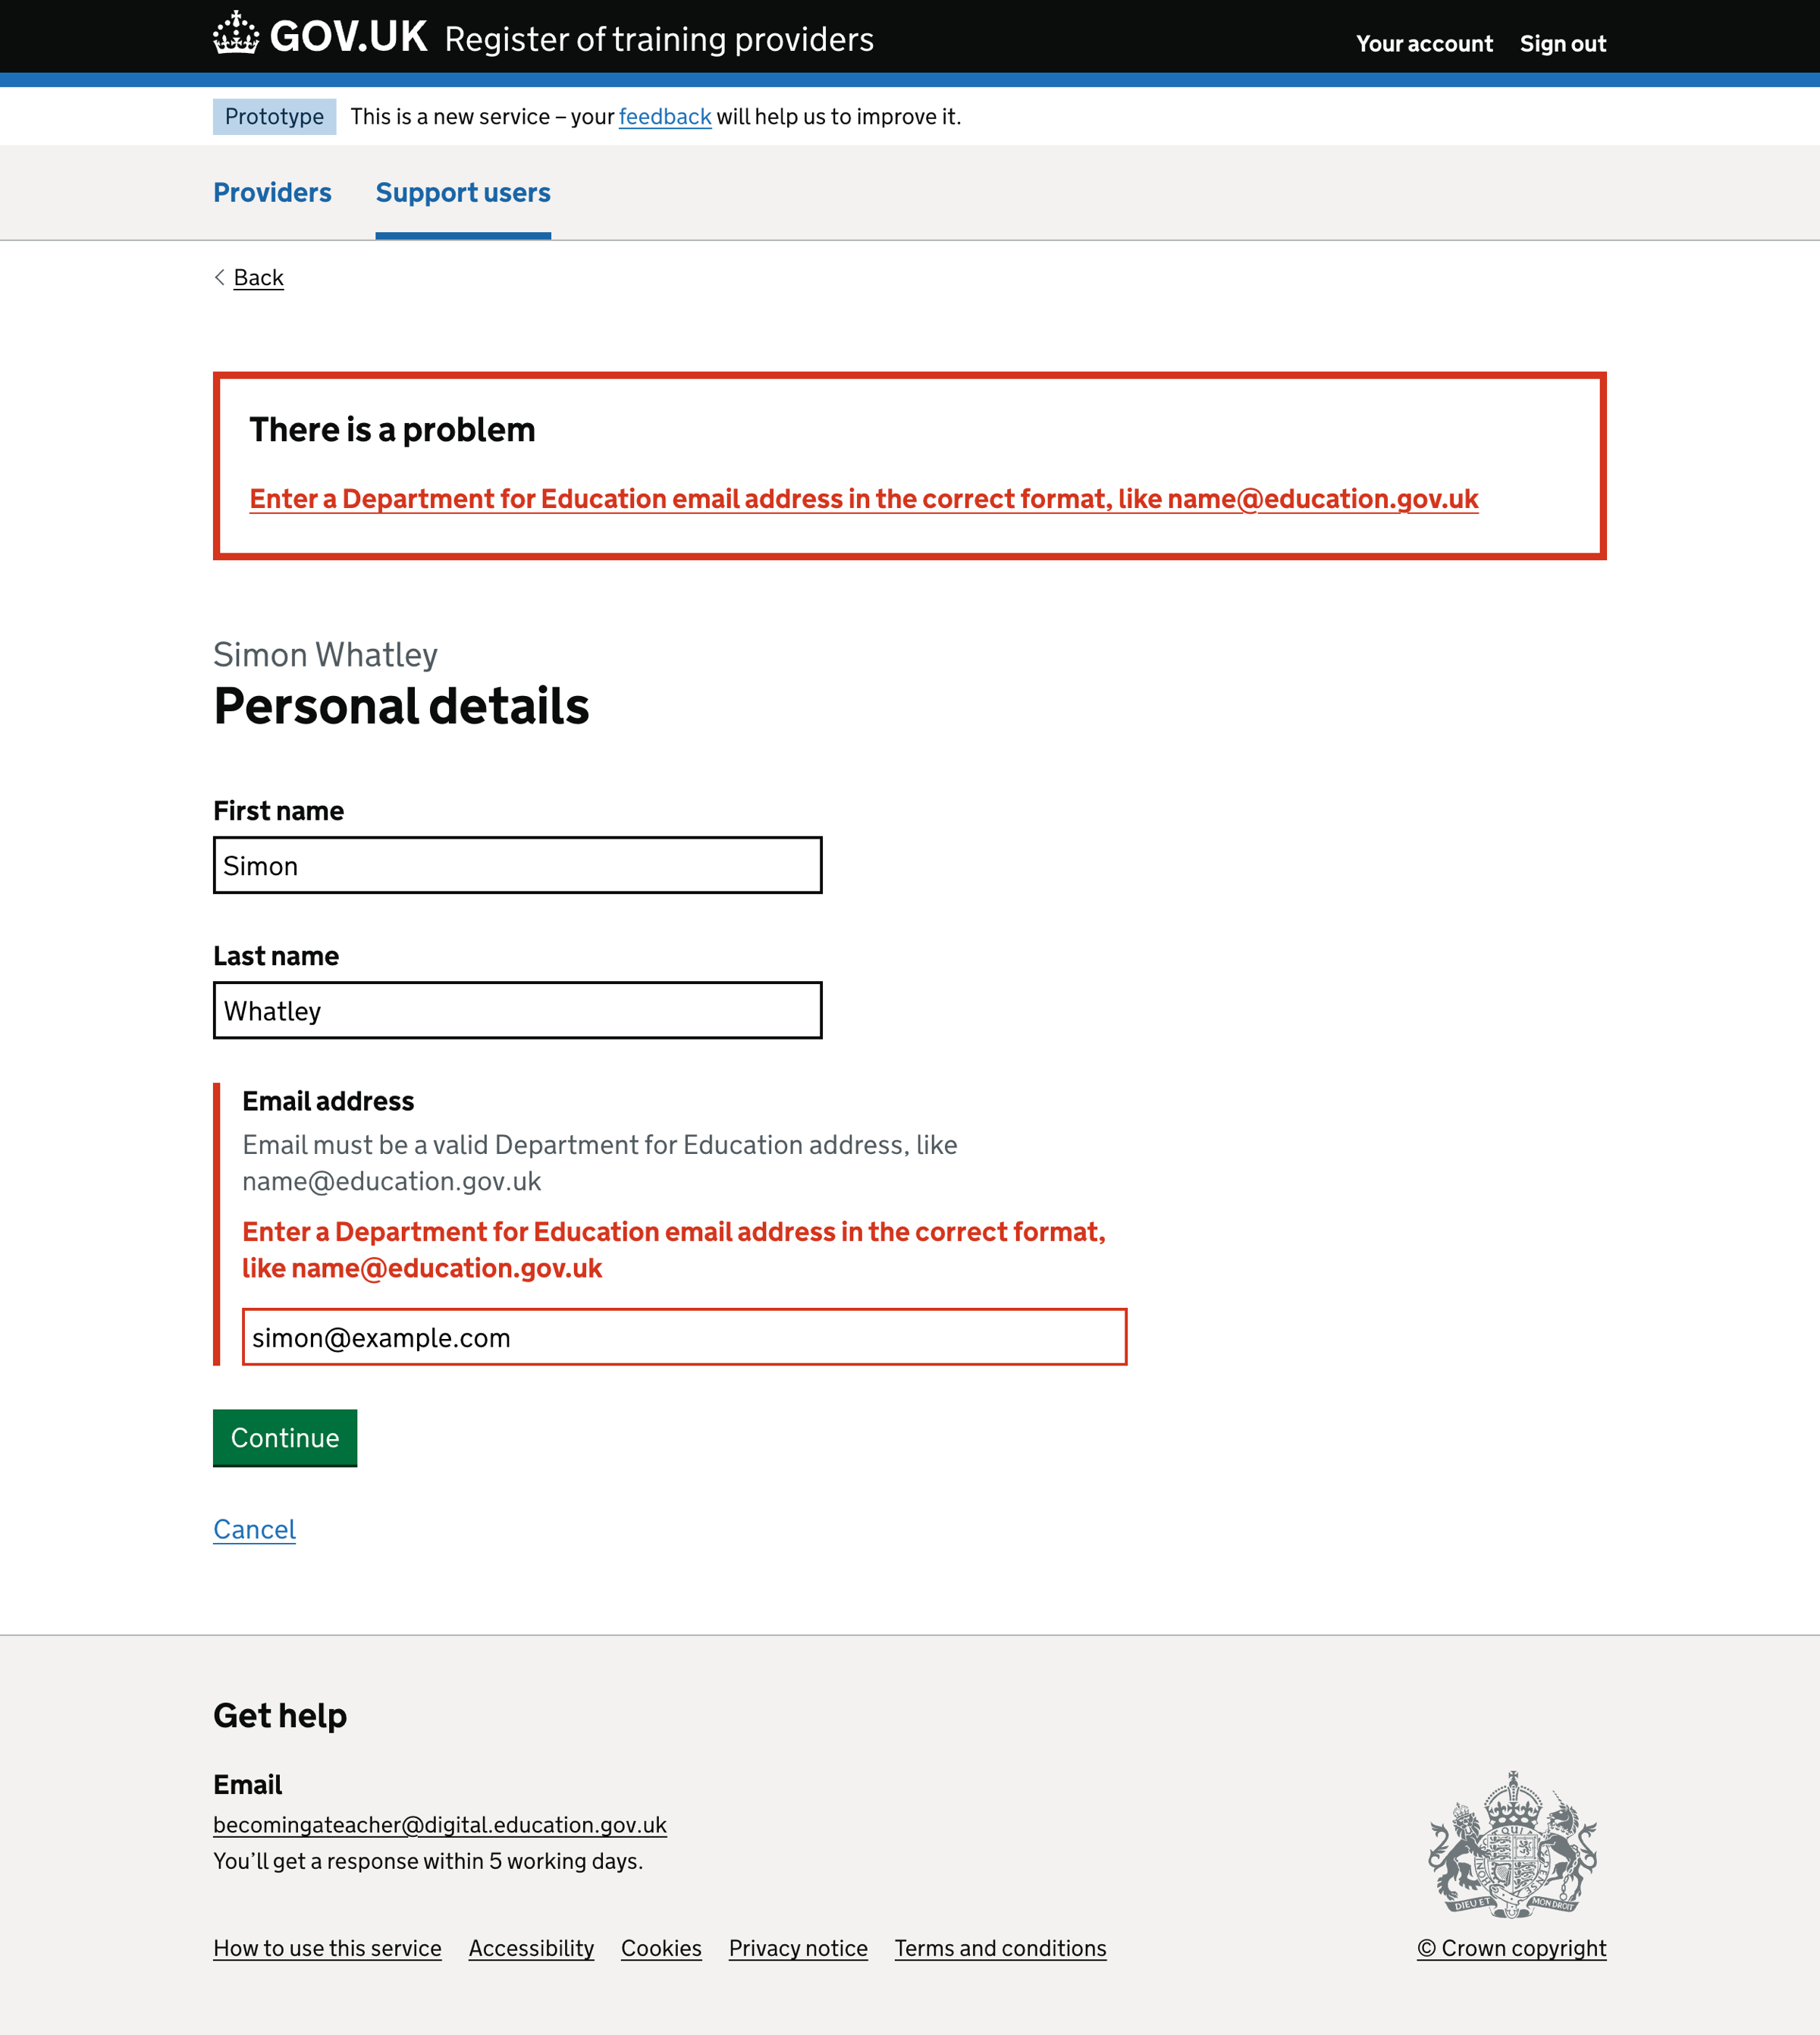 GOV.UK Register of training providers
Your account Sign out
Prototype This is a new service – your feedback will help us to improve it.
Providers Support users
Back
There is a problem
Enter a Department for Education email address in the correct format, like name@education.gov.uk
Simon Whatley
Personal details
First name
Simon
Last name
Whatley
Email address
Email must be a valid Department for Education address, like
name@education.gov.uk
Enter a Department for Education email address in the correct format,
like name@education.gov.uk
simon@example.com
Continue
Cancel
Get help
Email
becomingateacher@digital.education.gov.uk
You’ll get a response within 5 working days.
DIEU ET MON DROIT
How to use this service Accessibility Cookies Privacy notice Terms and conditions
© Crown copyright